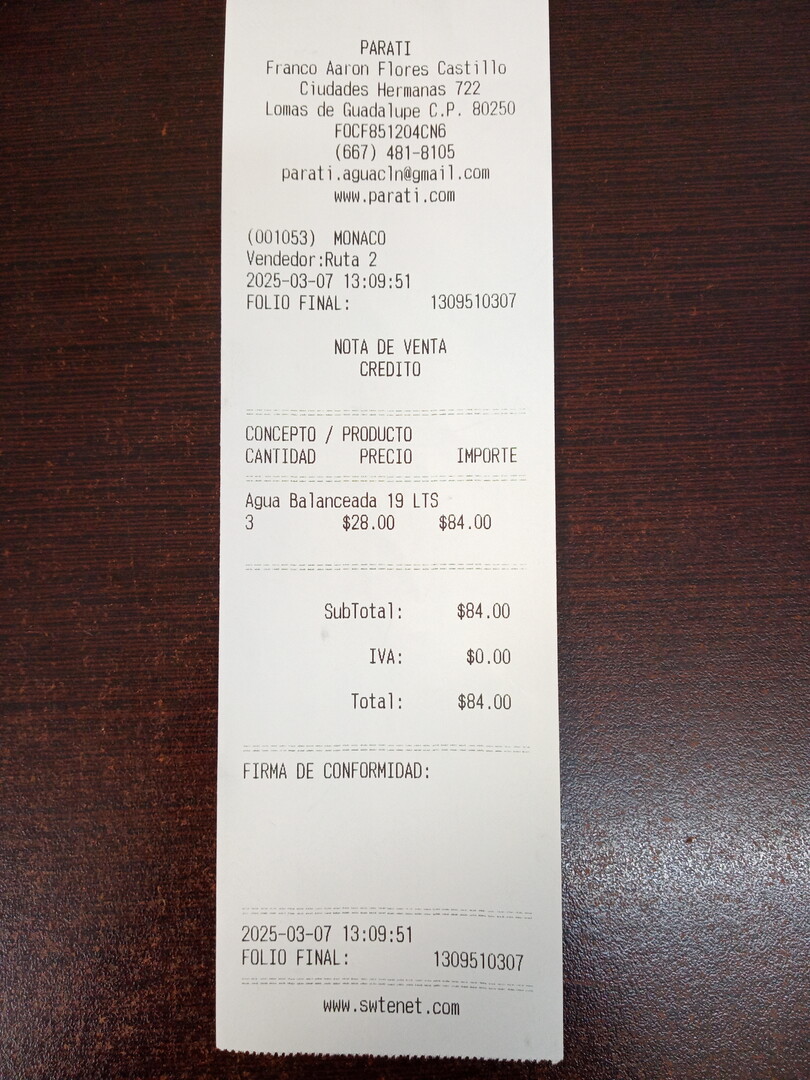 PARATI
Franco Aaron Flores Castillo
Ciudades Hermanas 722
Lomas de Guadalupe C.P. 80250
FOCF851204CN6
(667) 481-8105
parati.aguacln@gmail.com
www.parati.com
(001053) MONACO
Vendedor:Ruta 2
2025-03-07 13:09:51
FOLIO FINAL: 1309510307
NOTA DE VENTA
CREDITO
CONCEPTO / PRODUCTO
CANTIDAD PRECIO IMPORTE
Agua Balanceada 19 LTS
3 $28.00 $84.00
SubTotal: $84.00
IVA: $0.00
Total: $84.00
FIRMA DE CONFORMIDAD:
2025-03-07 13:09:51
FOLIO FINAL: 1309510307
www.swtenet.com